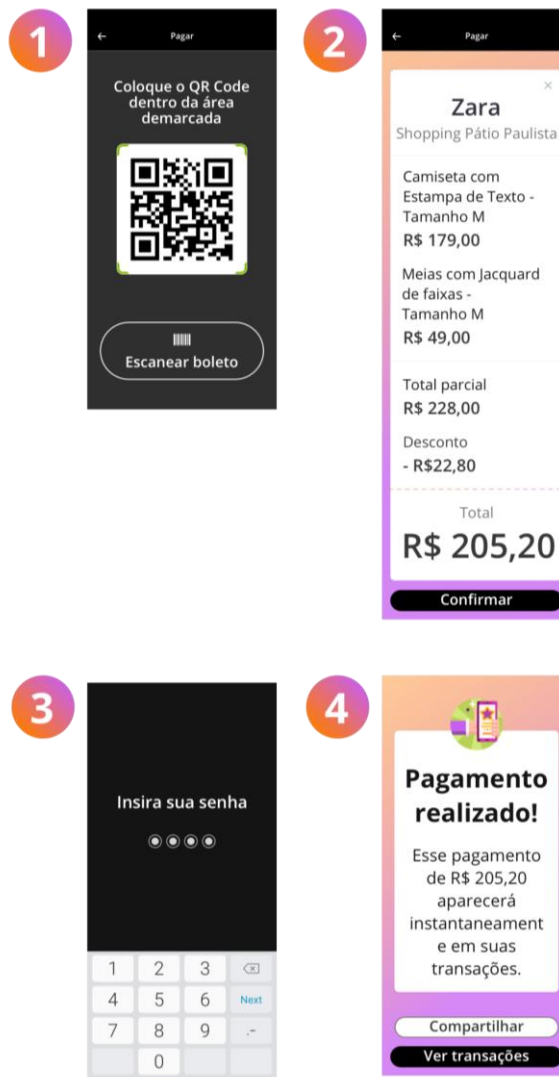 1
Pagar
Coloque o QR Code
dentro da área
demarcada
Escanear boleto
2
Pagar
Zara
Shopping Pátio Paulista
Camiseta com
Estampa de Texto -
Tamanho M
R$ 179,00
Meias com Jacquard
de faixas -
Tamanho M
R$ 49,00
Total parcial
R$ 228,00
Desconto
- R$22,80
Total
R$ 205,20
Confirmar
3
Insira sua senha
1 2 3
4 5 6 Next
7 8 9 .-
0
4
Pagamento
realizado!
Esse pagamento
de R$ 205,20
aparecerá
instantaneament
e em suas
transações.
Compartilhar
Ver transações